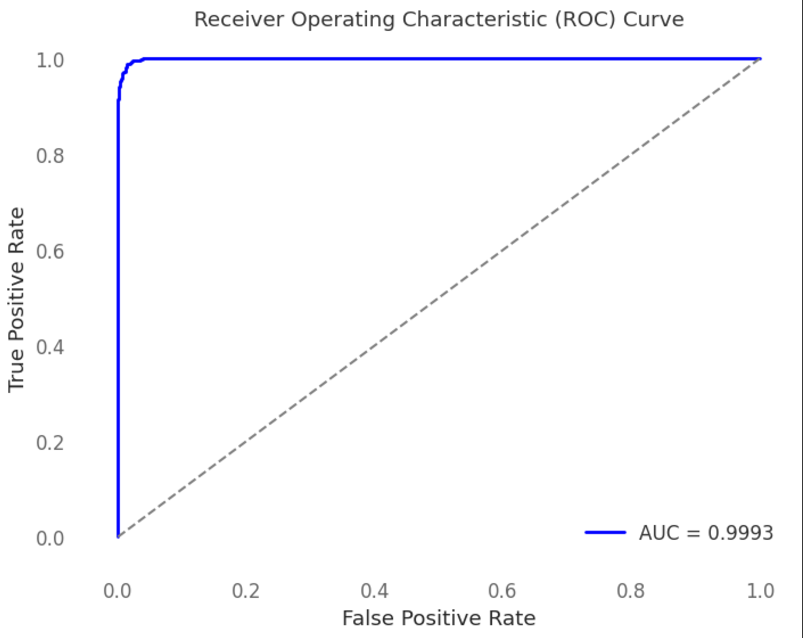 Receiver Operating Characteristic (ROC) Curve
1.0
0.8
0.6
0.4
0.2
0.0
True Positive Rate
AUC = 0.9993
0.0 0.2 0.4 0.6 0.8 1.0
False Positive Rate